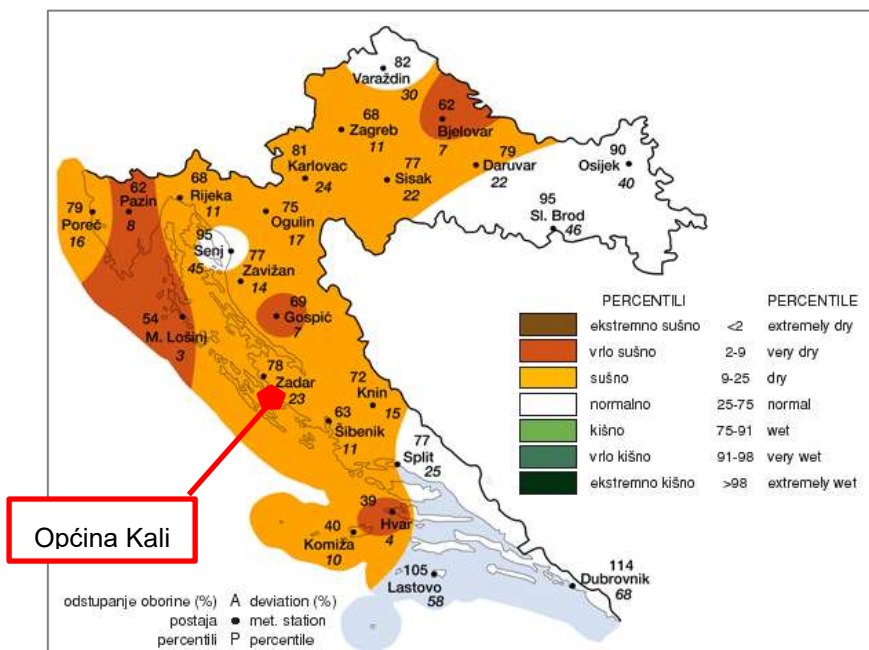 82
Varaždin
30
62
Bjelovar
7
68
Zagreb
11
81
Karlovac
24
77
Sisak
22
79
Daruvar
22
90
Osijek
40
95
Sl. Brod
46
79
Poreč
16
62
Pazin
8
68
Rijeka
11
75
Ogulin
17
95
Senj
45
77
Zavižan
14
69
Gospić
7
54
M. Lošinj
3
78
Zadar
23
72
Knin
15
63
Šibenik
11
77
Split
25
39
Hvar
4
40
Komiža
10
105
Lastovo
58
114
Dubrovnik
68
Općina Kali
PERCENTILI PERCENTILE
ekstremno sušno <2 extremely dry
vrlo sušno 2-9 very dry
sušno 9-25 dry
normalno 25-75 normal
kišno 75-91 wet
vrlo kišno 91-98 very wet
ekstremno kišno >98 extremely wet
odstupanje oborine (%) A deviation (%)
postaja ● met. station
percentili P percentile